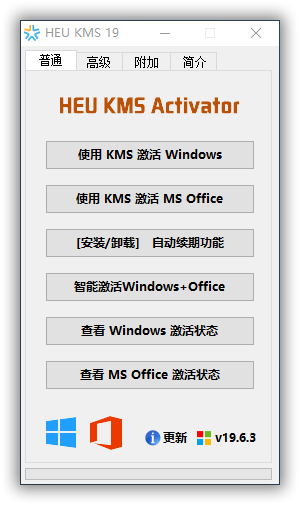 HEU KMS 19
普通 高级 附加 简介
HEU KMS Activator
使用 KMS 激活 Windows
使用 KMS 激活 MS Office
[安装/卸载] 自动续期功能
智能激活Windows+Office
查看 Windows 激活状态
查看 MS Office 激活状态
更新 v19.6.3